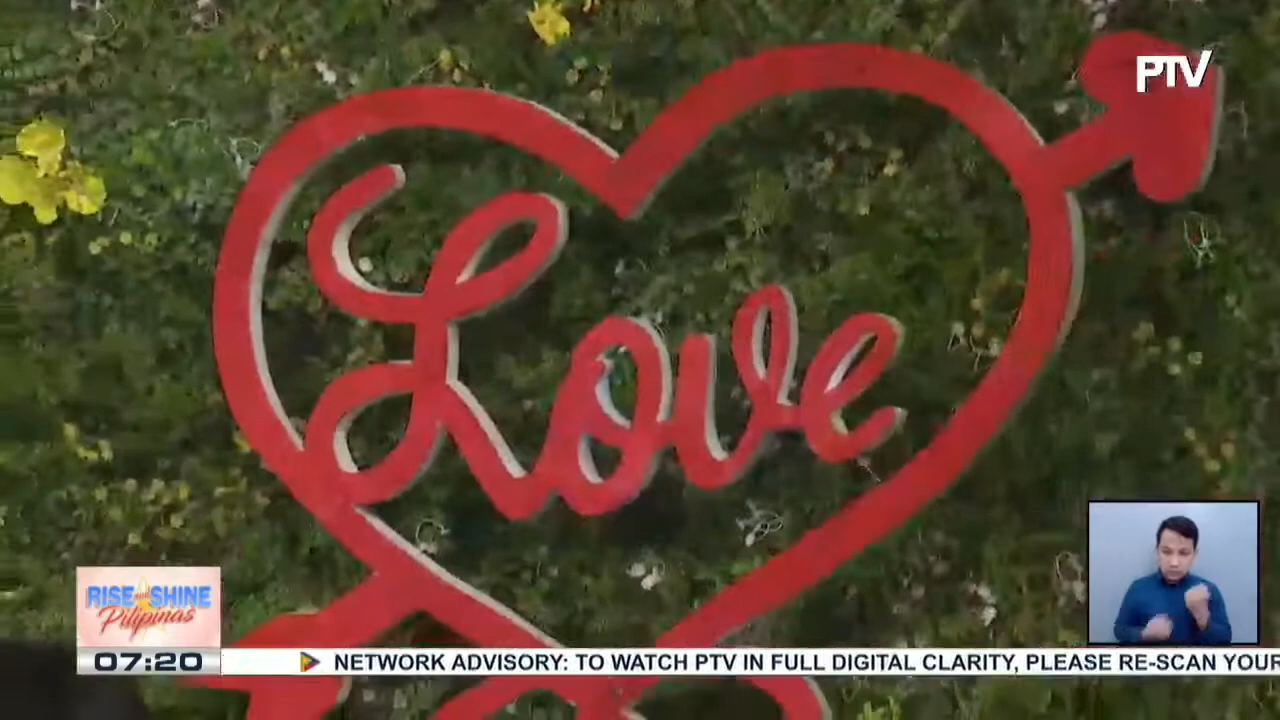 PTV
Love
RISE and SHINE
Pilipinas
07:20
NETWORK ADVISORY: TO WATCH PTV IN FULL DIGITAL CLARITY, PLEASE RE-SCAN YOUR